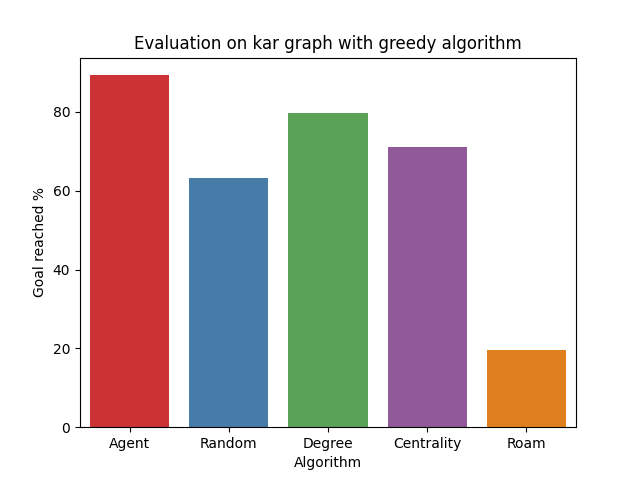 Evaluation on kar graph with greedy algorithm
80
60
40
20
0
Goal reached %
Agent Random Degree Centrality Roam
Algorithm